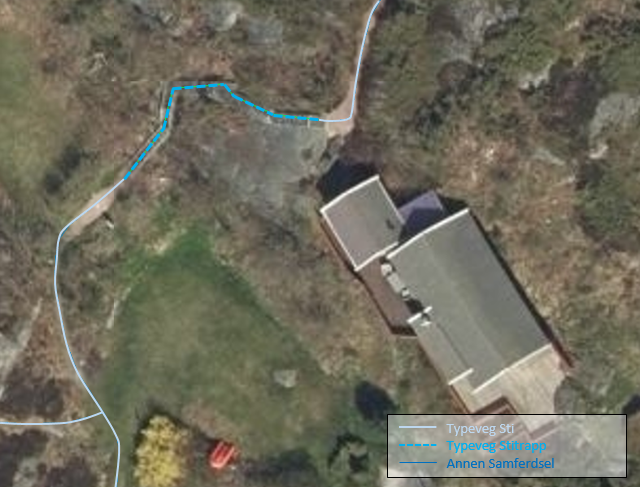 Typeveg Sti
Typeveg Stitrapp
Annen Samferdsel